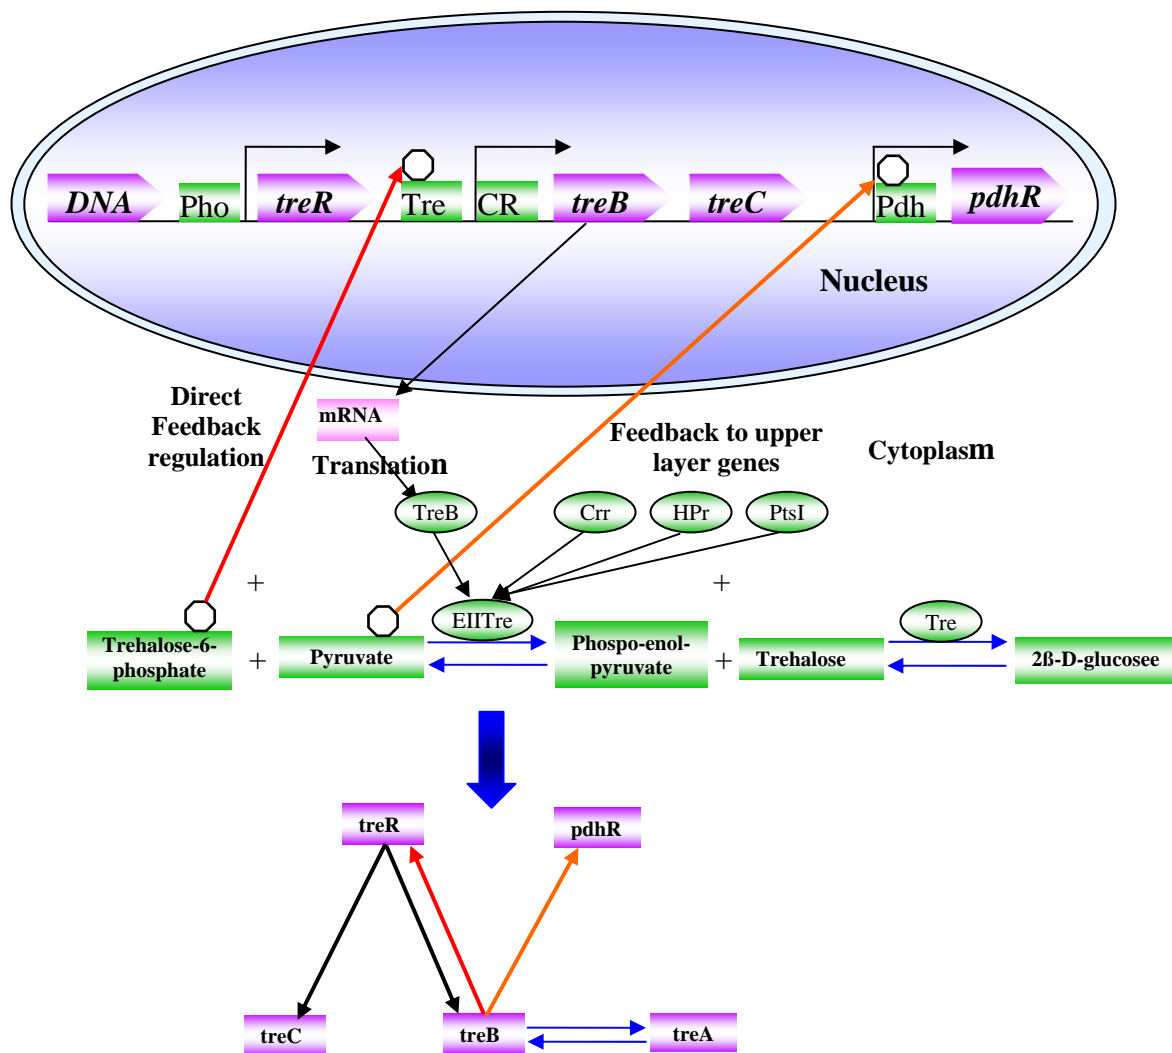 DNA
Pho
treR
Tre
CR
treB
treC
Pdh
pdhR
Nucleus
Direct
Feedback
regulation
mRNA
Translation
Feedback to upper
layer genes
Cytoplasm
TreB
Crr
HPr
PtsI
+
+
EIITre
Tre
Trehalose-6-
phosphate
+
Pyruvate
Phospo-enol-
pyruvate
+
Trehalose
2ß-D-glucosee
treR
pdhR
treC
treB
treA